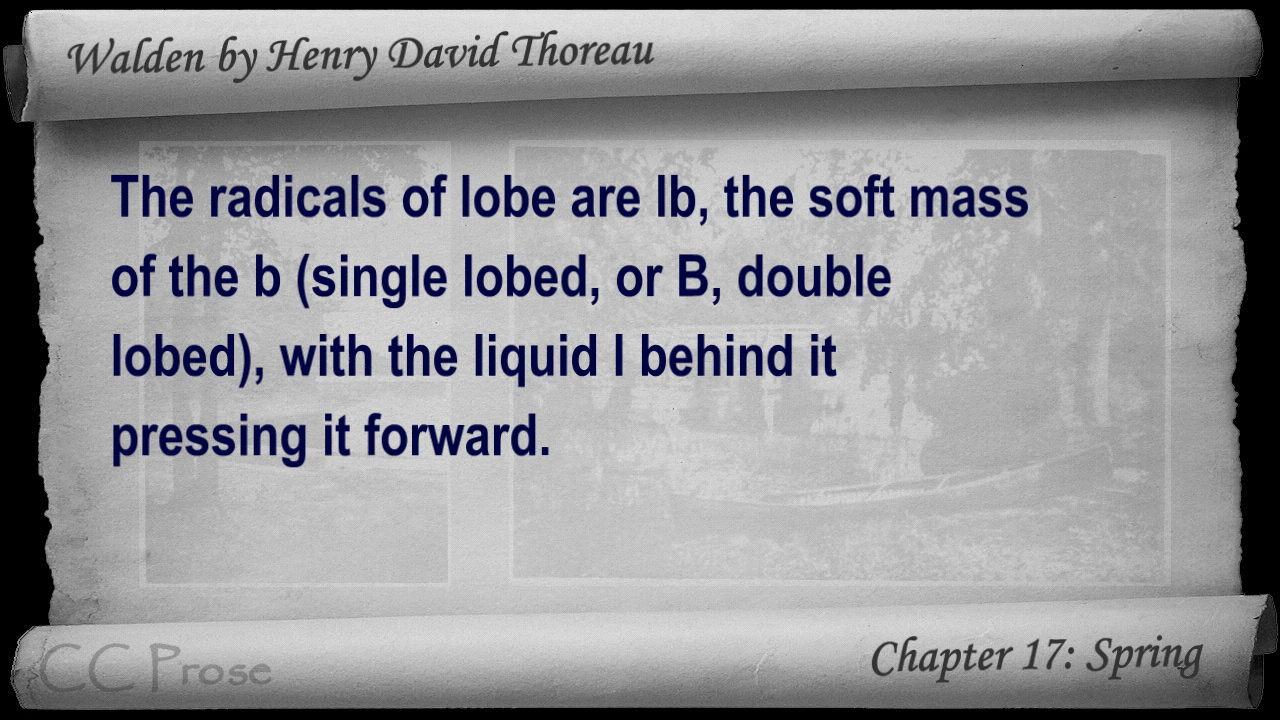 Walden by Henry David Thoreau
The radicals of lobe are lb, the soft mass
of the b (single lobed, or B, double
lobed), with the liquid l behind it
pressing it forward.
CC Prose
Chapter 17: Spring